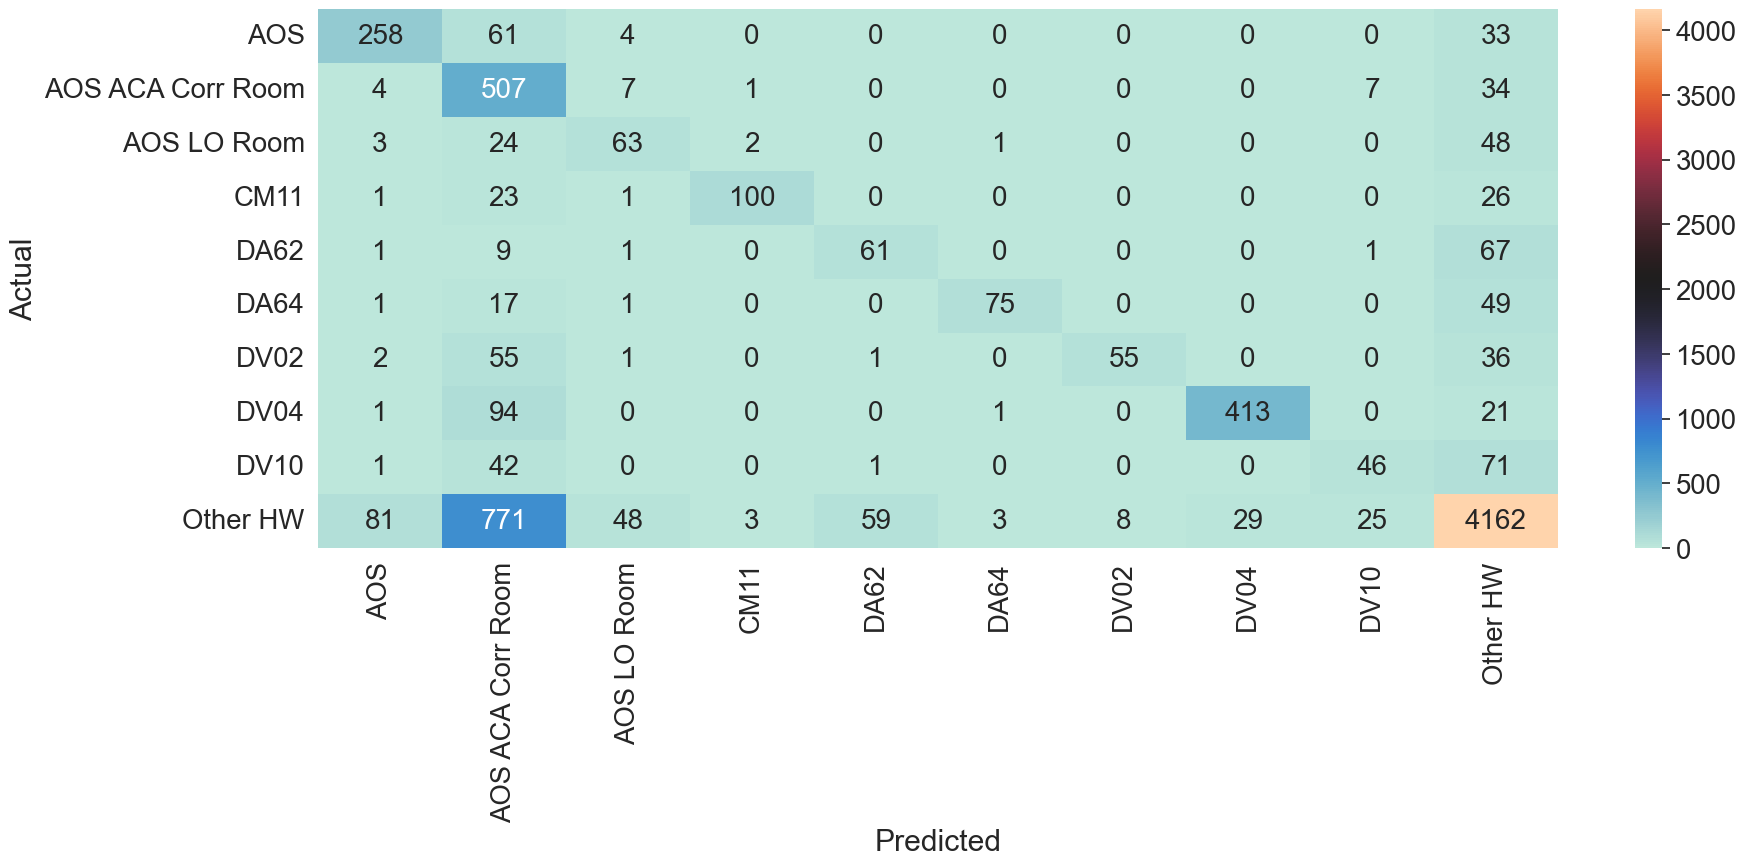 AOS 258 61 4 0 0 0 0 0 0 33
AOS ACA Corr Room 4 507 7 1 0 0 0 0 7 34
AOS LO Room 3 24 63 2 0 1 0 0 0 48
CM11 1 23 1 100 0 0 0 0 0 26
DA62 1 9 1 0 61 0 0 0 1 67
DA64 1 17 1 0 0 75 0 0 0 49
DV02 2 55 1 0 1 0 55 0 0 36
DV04 1 94 0 0 0 1 0 413 0 21
DV10 1 42 0 0 1 0 0 0 46 71
Other HW 81 771 48 3 59 3 8 29 25 4162
Actual
AOS
AOS ACA Corr Room
AOS LO Room
CM11
DA62
DA64
DV02
DV04
DV10
Other HW
Predicted
4000
3500
3000
2500
2000
1500
1000
500
0